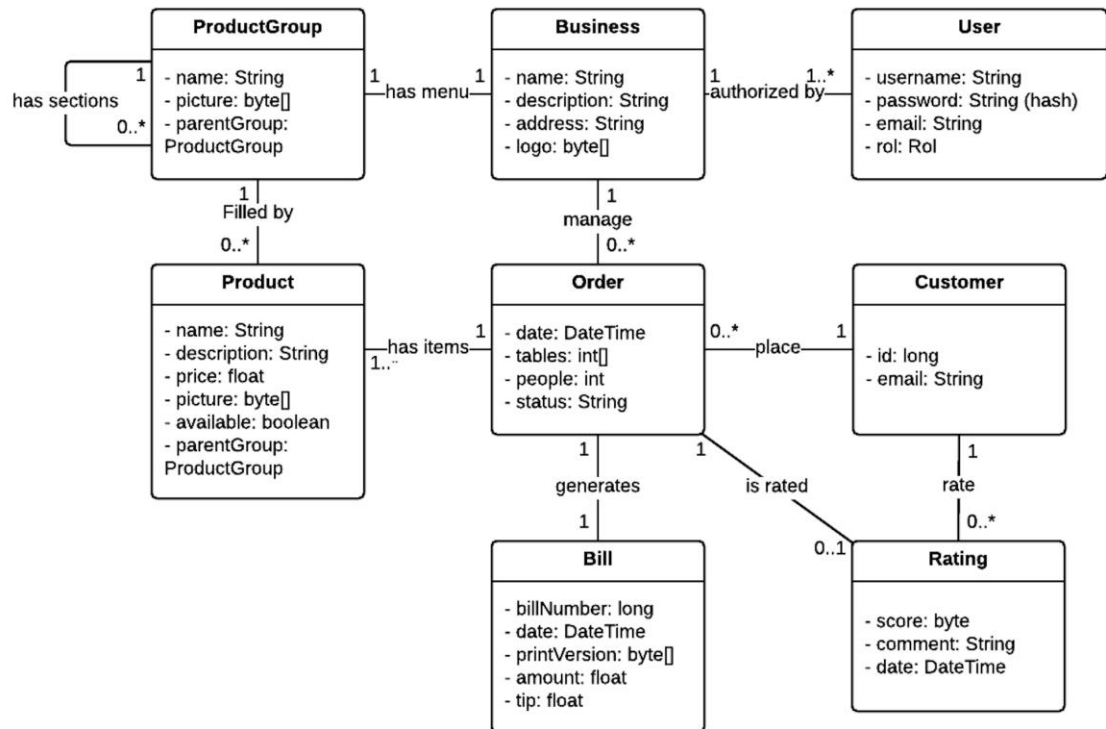 ProductGroup
- name: String
- picture: byte[]
- parentGroup:
ProductGroup
1
has sections
0..*
1
has menu
1
Business
- name: String
- description: String
- address: String
- logo: byte[]
1
authorized by
1..*
User
- username: String
- password: String (hash)
- email: String
- rol: Rol
1
Filled by
0..*
1
manage
0..*
Product
- name: String
- description: String
- price: float
- picture: byte[]
- available: boolean
- parentGroup:
ProductGroup
1..*
has items
1
Order
- date: DateTime
- tables: int[]
- people: int
- status: String
0..*
place
1
Customer
- id: long
- email: String
1
generates
1
1
is rated
0..1
1
rate
0..*
Bill
- billNumber: long
- date: DateTime
- printVersion: byte[]
- amount: float
- tip: float
Rating
- score: byte
- comment: String
- date: DateTime